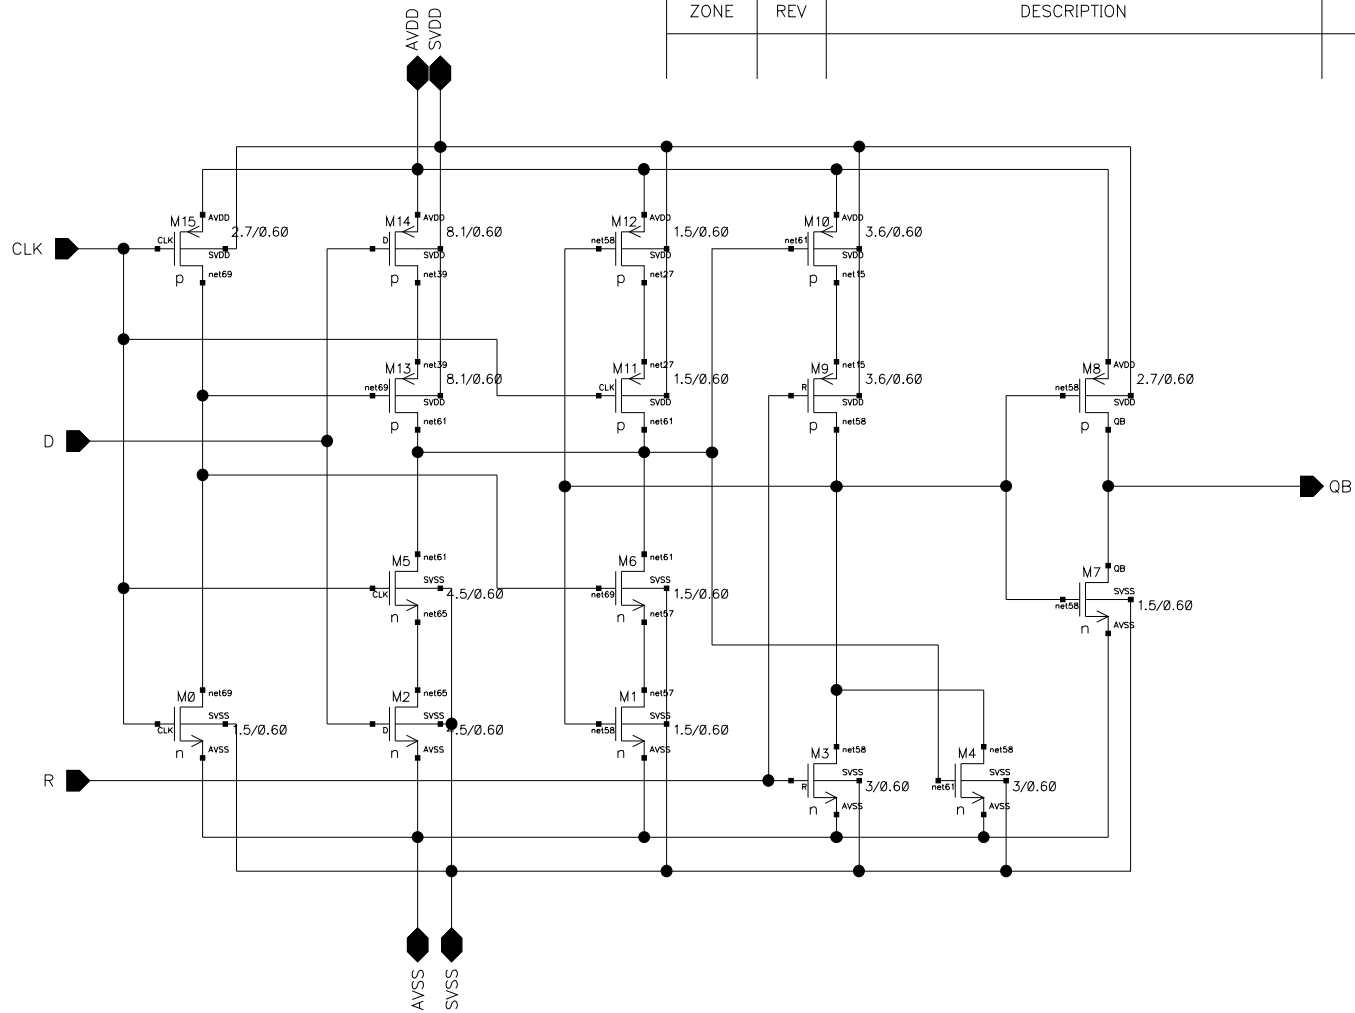 ZONE REV DESCRIPTION
AVDD SVDD
M15 AVDD M14 AVDD M12 AVDD M10 AVDD
CLK CLK 2.7/0.60 D 8.1/0.60 net58 1.5/0.60 net61 3.6/0.60
SVDD SVDD SVDD SVDD
p net69 p net39 p net27 p net15
M13 net39 M11 net27 M9 net15 M8 AVDD
net69 8.1/0.60 CLK 1.5/0.60 R 3.6/0.60 net58 2.7/0.60
SVDD SVDD SVDD SVDD
p net61 p net61 p net58 p QB
D
QB
M5 net61 M6 net61 M7 QB
SVSS SVSS SVSS
CLK 4.5/0.60 net69 1.5/0.60 net58 1.5/0.60
n net65 n net57 n AVSS
M0 net69 M2 net65 M1 net57
SVSS SVSS SVSS
CLK 1.5/0.60 D 4.5/0.60 net58 1.5/0.60
n AVSS n AVSS n AVSS
M3 net58 M4 net58
SVSS SVSS
R R 3/0.60 net61 3/0.60
n AVSS n AVSS
AVSS SVSS